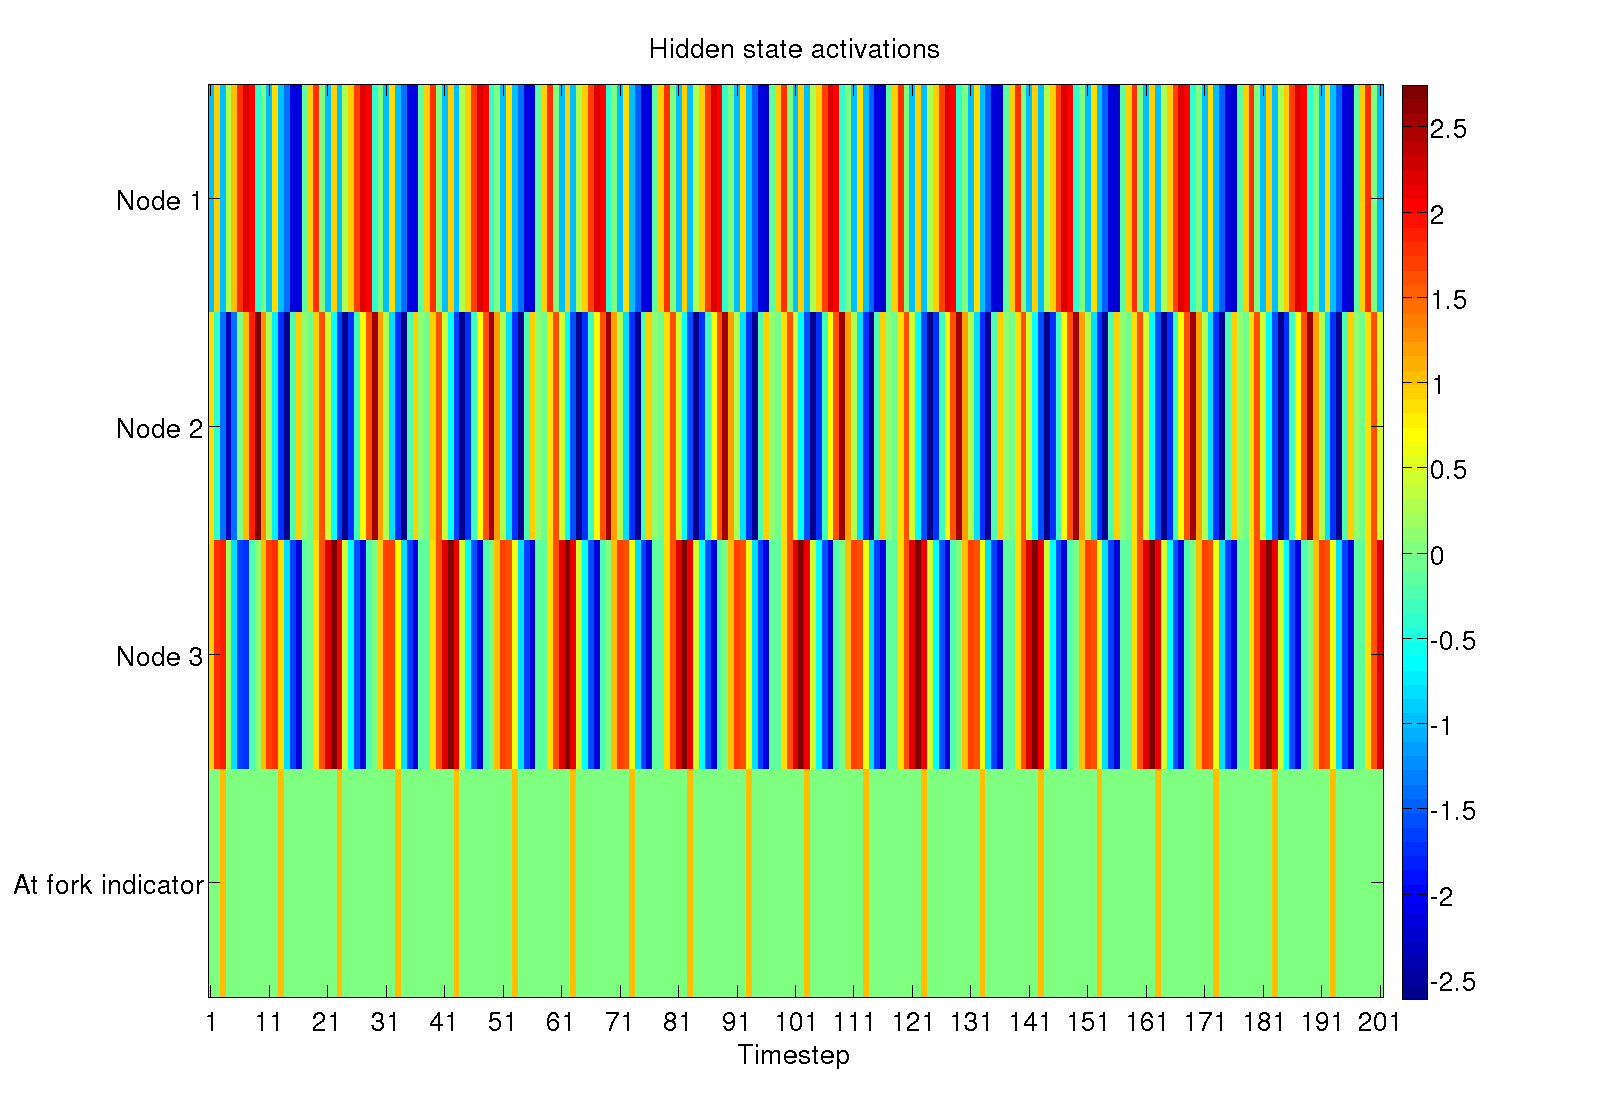 Hidden state activations
Node 1
Node 2
Node 3
At fork indicator
1 11 21 31 41 51 61 71 81 91 101 111 121 131 141 151 161 171 181 191 201
Timestep
2.5
2
1.5
1
0.5
0
-0.5
-1
-1.5
-2
-2.5